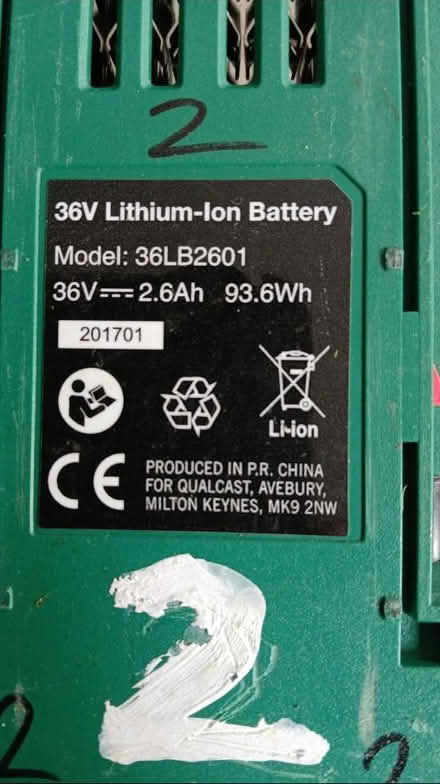 2
36V Lithium-Ion Battery
Model: 36LB2601
36V⎓2.6Ah 93.6Wh
201701
Li-ion
CE
PRODUCED IN P.R. CHINA
FOR QUALCAST, AVEBURY,
MILTON KEYNES, MK9 2NW
2
2